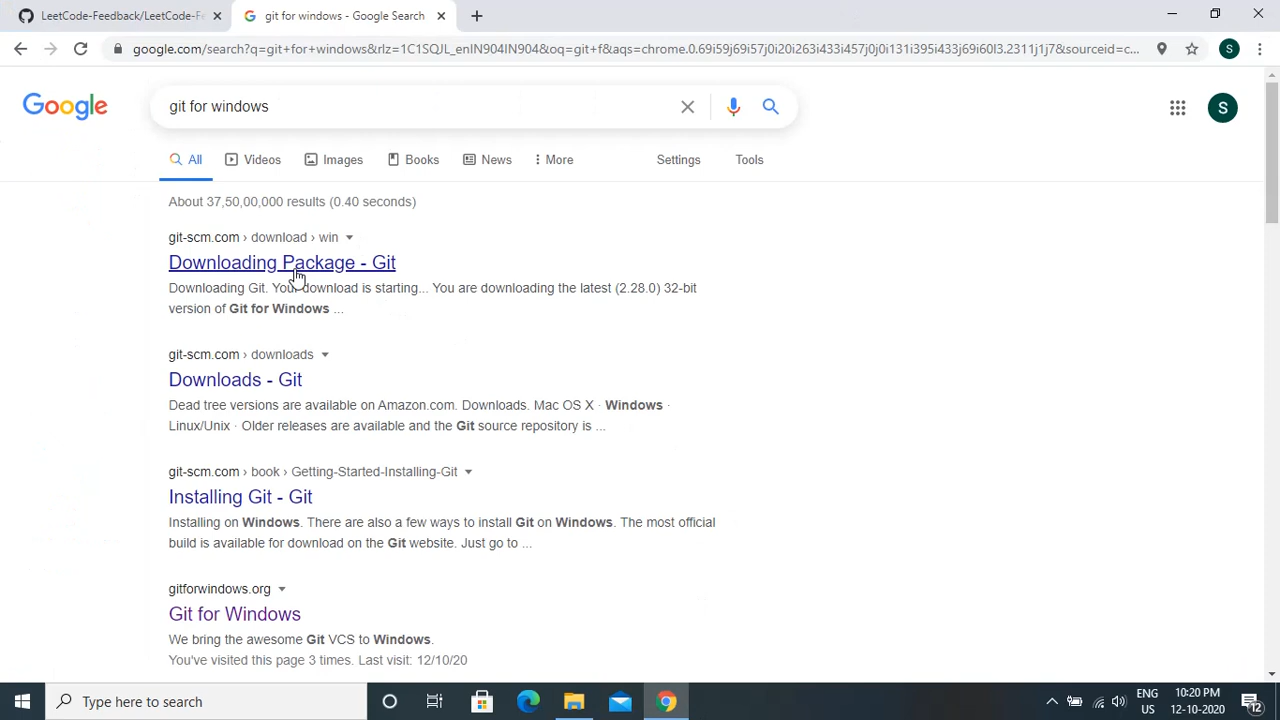 LeetCode-Feedback/LeetCode-Fe
git for windows - Google Search
google.com/search?q=git+for+windows&rlz=1C1SQJL_enIN904IN904&oq=git+f&aqs=chrome.0.69i59j69i57j0i20i263i433i457j0j0i131i395i433j69i60l3.2311j1j7&sourceid=c...
S
Google
git for windows
S
All
Videos
Images
Books
News
More
Settings
Tools
About 37,50,00,000 results (0.40 seconds)
git-scm.com › download › win
Downloading Package - Git
Downloading Git. Your download is starting... You are downloading the latest (2.28.0) 32-bit
version of Git for Windows ...
git-scm.com › downloads
Downloads - Git
Dead tree versions are available on Amazon.com. Downloads. Mac OS X · Windows ·
Linux/Unix · Older releases are available and the Git source repository is ...
git-scm.com › book › Getting-Started-Installing-Git
Installing Git - Git
Installing on Windows. There are also a few ways to install Git on Windows. The most official
build is available for download on the Git website. Just go to ...
gitforwindows.org
Git for Windows
We bring the awesome Git VCS to Windows.
You've visited this page 3 times. Last visit: 12/10/20
Type here to search
ENG
US
10:20 PM
12-10-2020
12